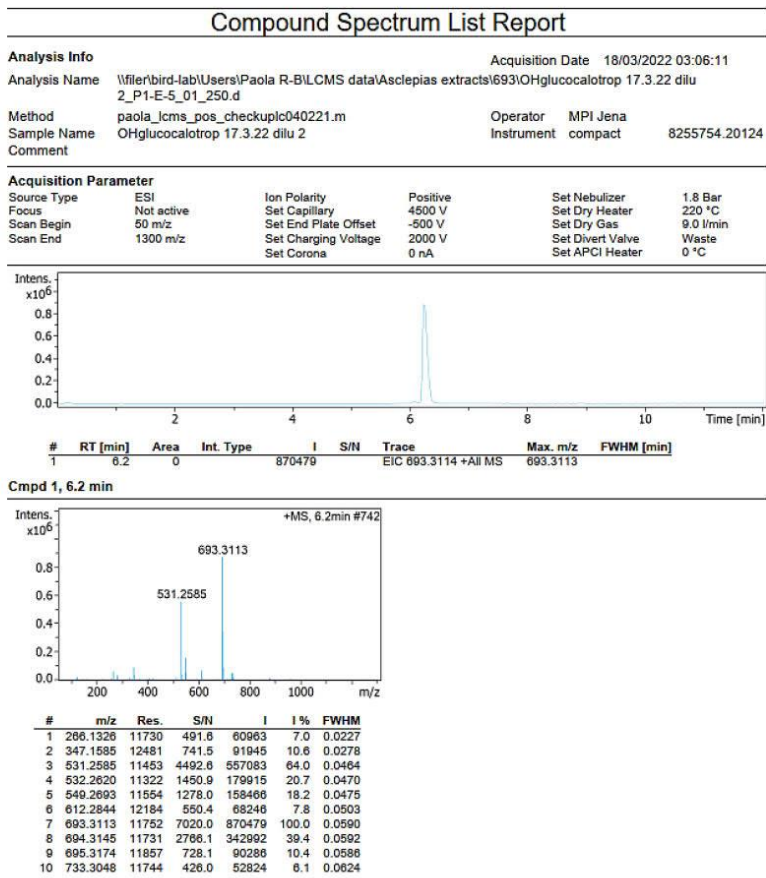 Compound Spectrum List Report
Analysis Info
Acquisition Date 18/03/2022 03:06:11
Analysis Name \\filer\bird-lab\Users\Paola R-B\LCMS data\Asclepias extracts\693\OHglucocalotrop 17.3.22 dilu
2_P1-E-5_01_250.d
Method paola_lcms_pos_checkuplc040221.m Operator MPI Jena
Sample Name OHglucocalotrop 17.3.22 dilu 2 Instrument compact 8255754.20124
Comment
Acquisition Parameter
Source Type ESI Ion Polarity Positive Set Nebulizer 1.8 Bar
Focus Not active Set Capillary 4500 V Set Dry Heater 220 °C
Scan Begin 50 m/z Set End Plate Offset -500 V Set Dry Gas 9.0 l/min
Scan End 1300 m/z Set Charging Voltage 2000 V Set Divert Valve Waste
Set Corona 0 nA Set APCI Heater 0 °C
Intens.
x10^6
0.8
0.6
0.4
0.2
0.0
2 4 6 8 10 Time [min]
# RT [min] Area Int. Type I S/N Trace Max. m/z FWHM [min]
1 6.2 0 870479 EIC 693.3114 +All MS 693.3113
Cmpd 1, 6.2 min
Intens.
x10^6
+MS, 6.2min #742
693.3113
0.8
0.6
531.2585
0.4
0.2
0.0
200 400 600 800 1000 m/z
# m/z Res. S/N I I % FWHM
1 266.1326 11730 491.6 60963 7.0 0.0227
2 347.1585 12481 741.5 91945 10.6 0.0278
3 531.2585 11453 4492.6 557083 64.0 0.0464
4 532.2620 11322 1450.9 179915 20.7 0.0470
5 549.2693 11554 1278.0 158466 18.2 0.0475
6 612.2844 12184 550.4 68246 7.8 0.0503
7 693.3113 11752 7020.0 870479 100.0 0.0590
8 694.3145 11731 2766.1 342992 39.4 0.0592
9 695.3174 11857 728.1 90286 10.4 0.0586
10 733.3048 11744 426.0 52824 6.1 0.0624